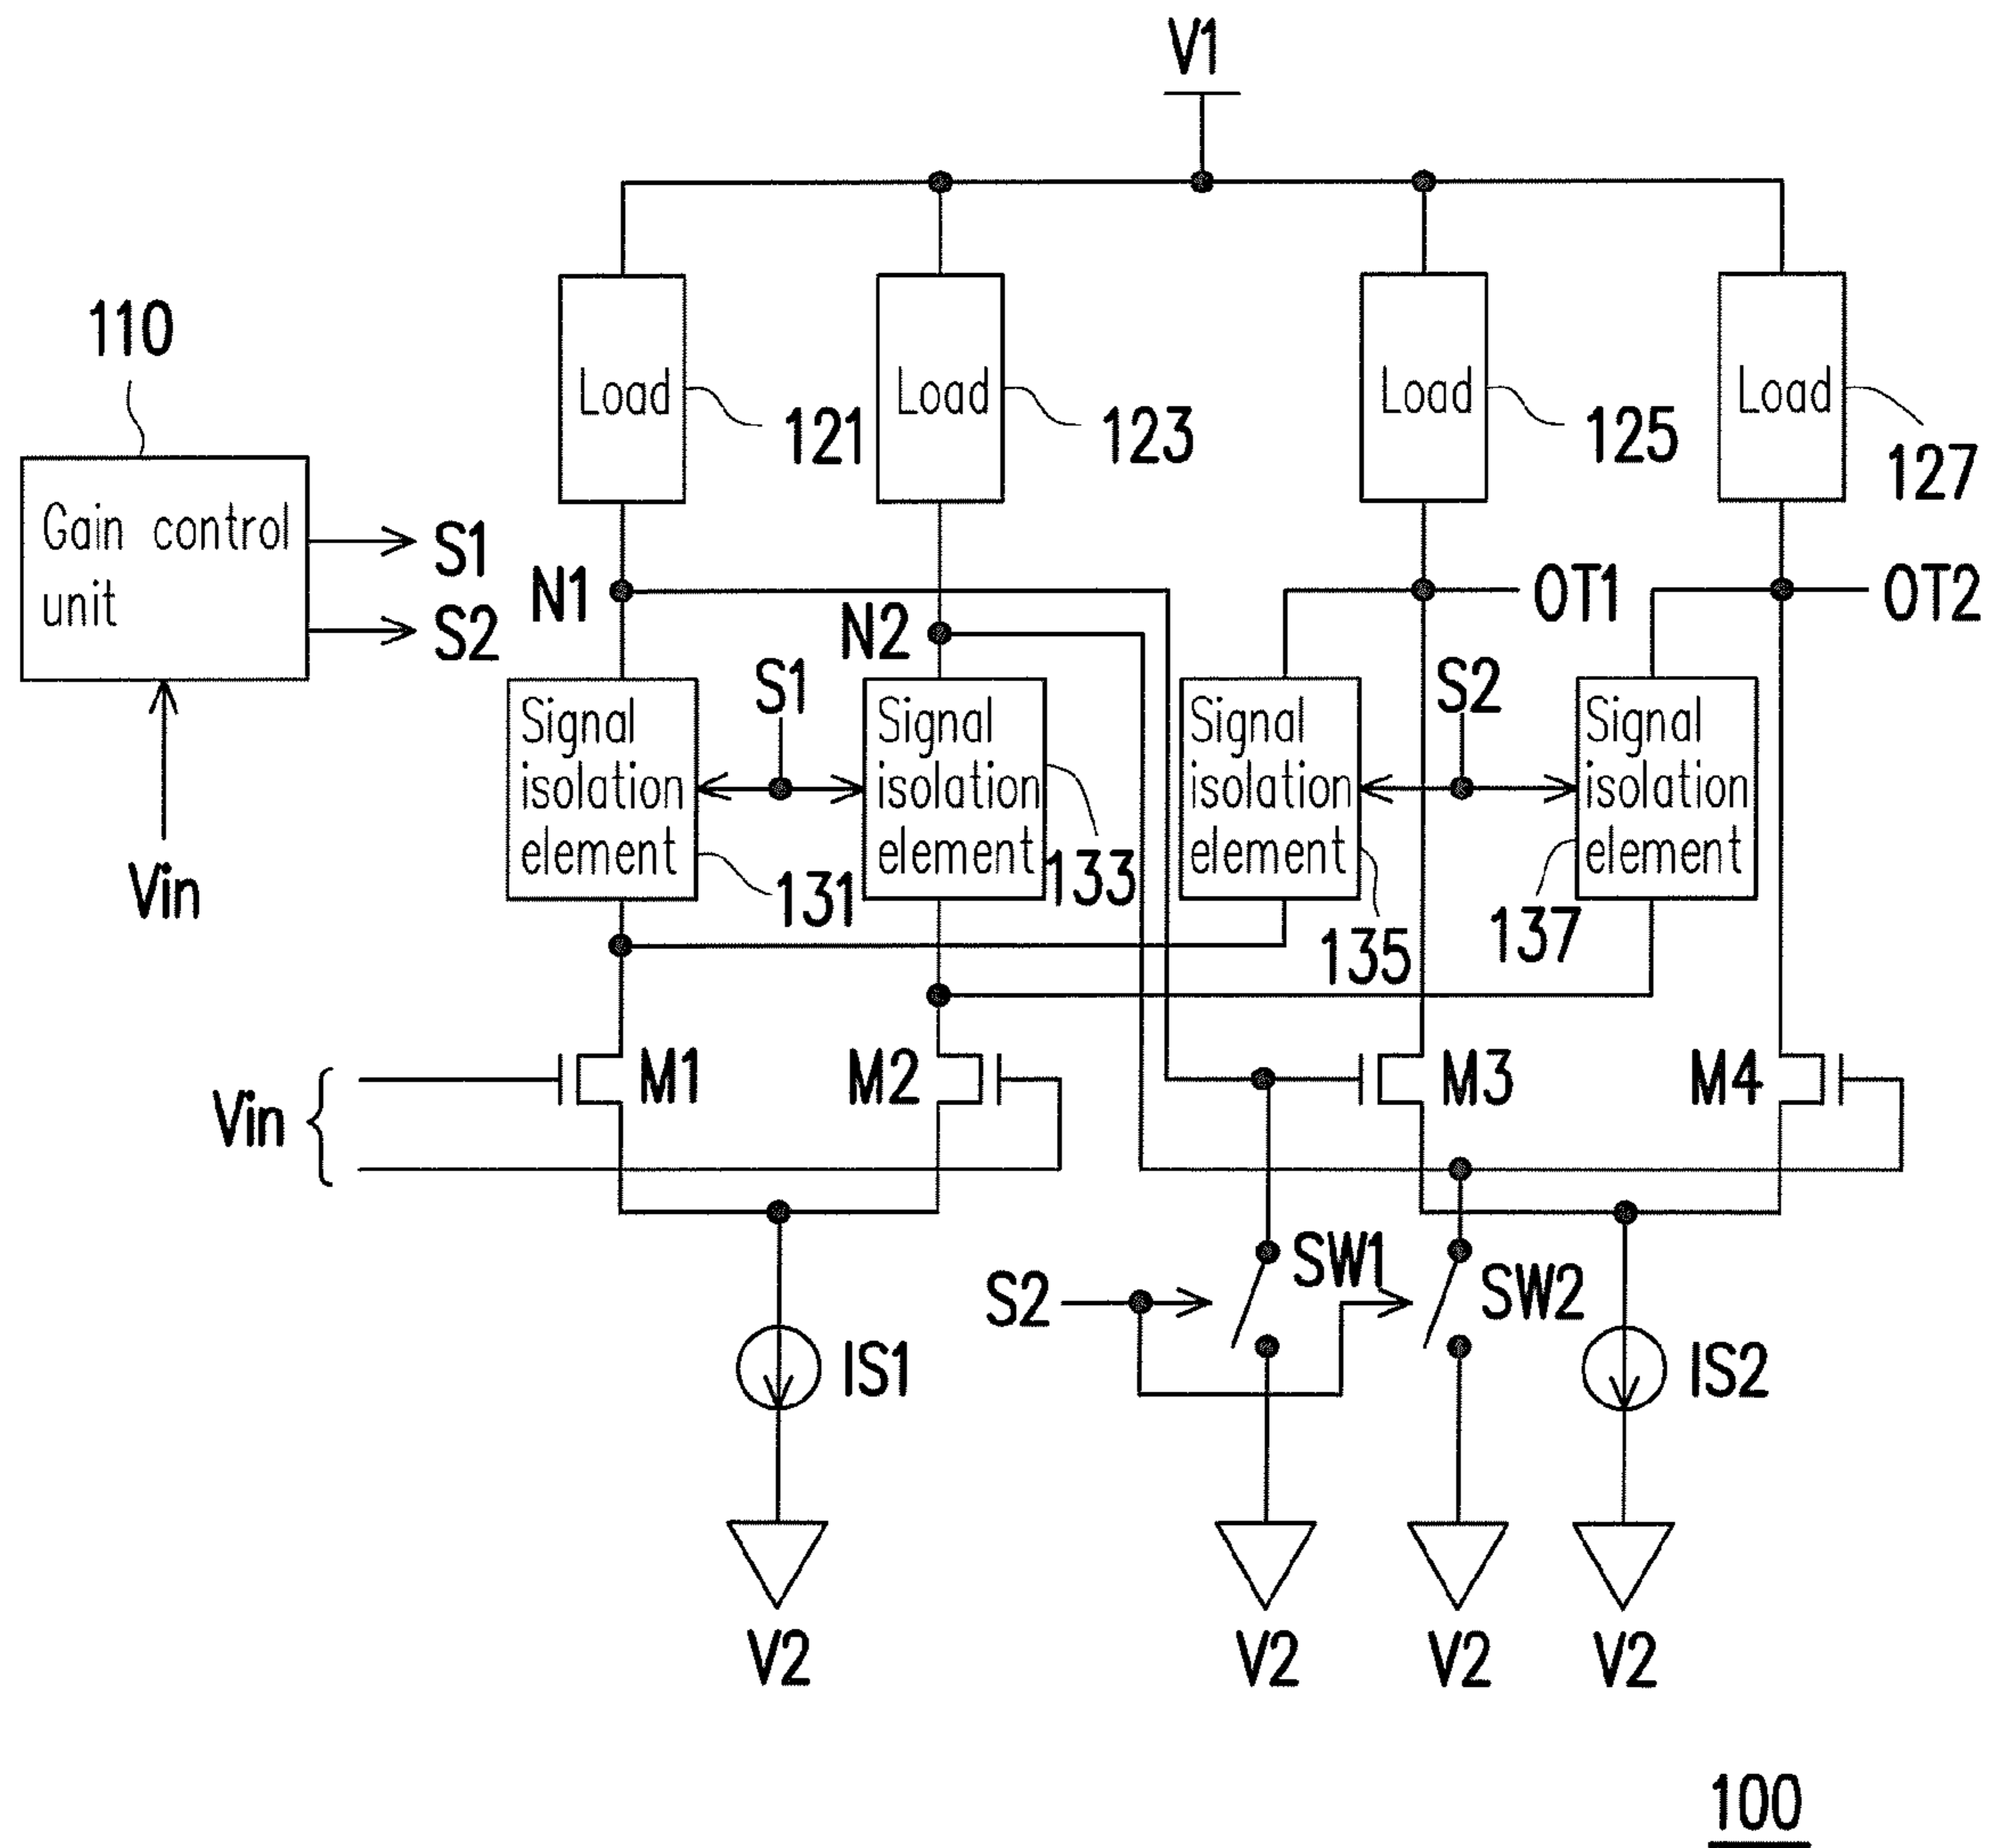 V1
110
Load
Load
Load
Load
121
123
125
127
Gain control
unit
S1
S2
N1
N2
OT1
OT2
S1
S2
Signal
isolation
element
Signal
isolation
element
Signal
isolation
element
Signal
isolation
element
131
133
135
137
Vin
M1
M2
M3
M4
Vin
SW1
SW2
S2
IS1
IS2
V2
V2
V2
V2
100